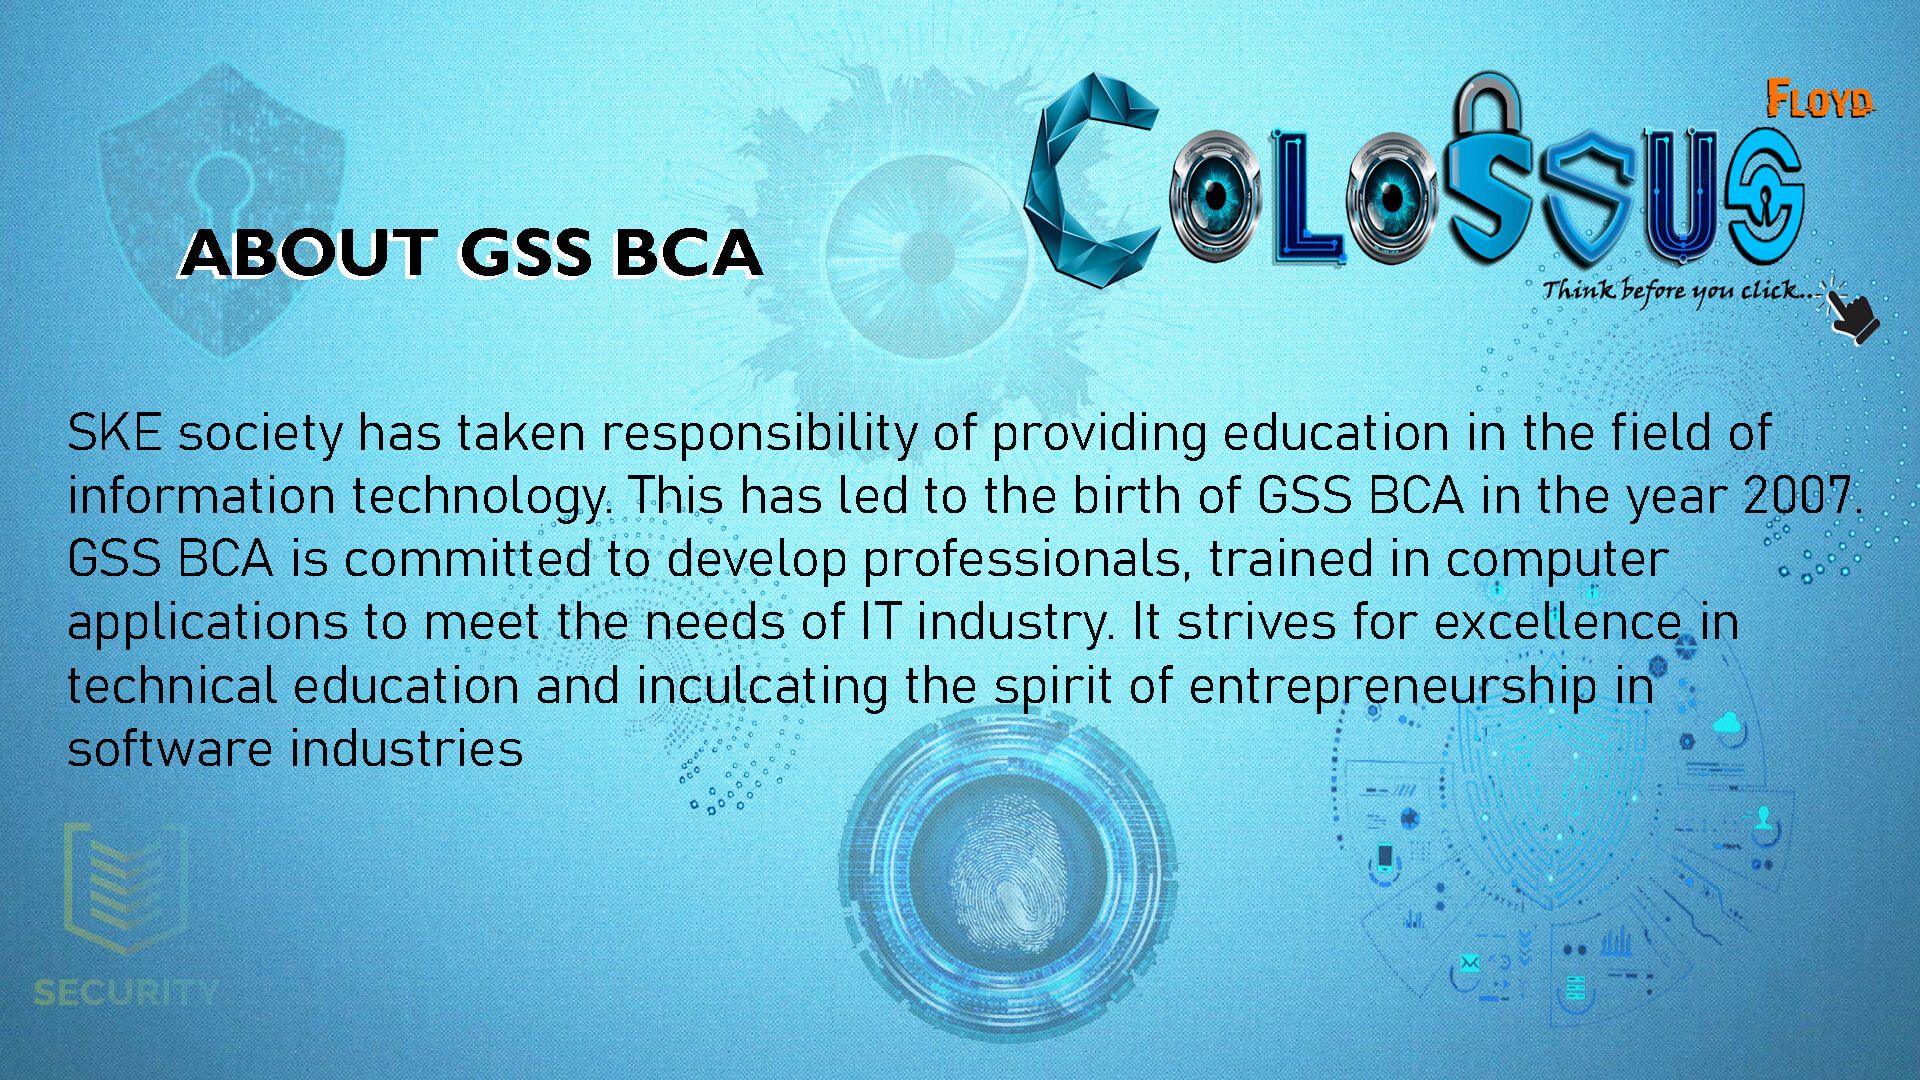 FLOYD
COLOSSUS
Think before you click...
ABOUT GSS BCA
SKE society has taken responsibility of providing education in the field of
information technology. This has led to the birth of GSS BCA in the year 2007.
GSS BCA is committed to develop professionals, trained in computer
applications to meet the needs of IT industry. It strives for excellence in
technical education and inculcating the spirit of entrepreneurship in
software industries
SECURITY